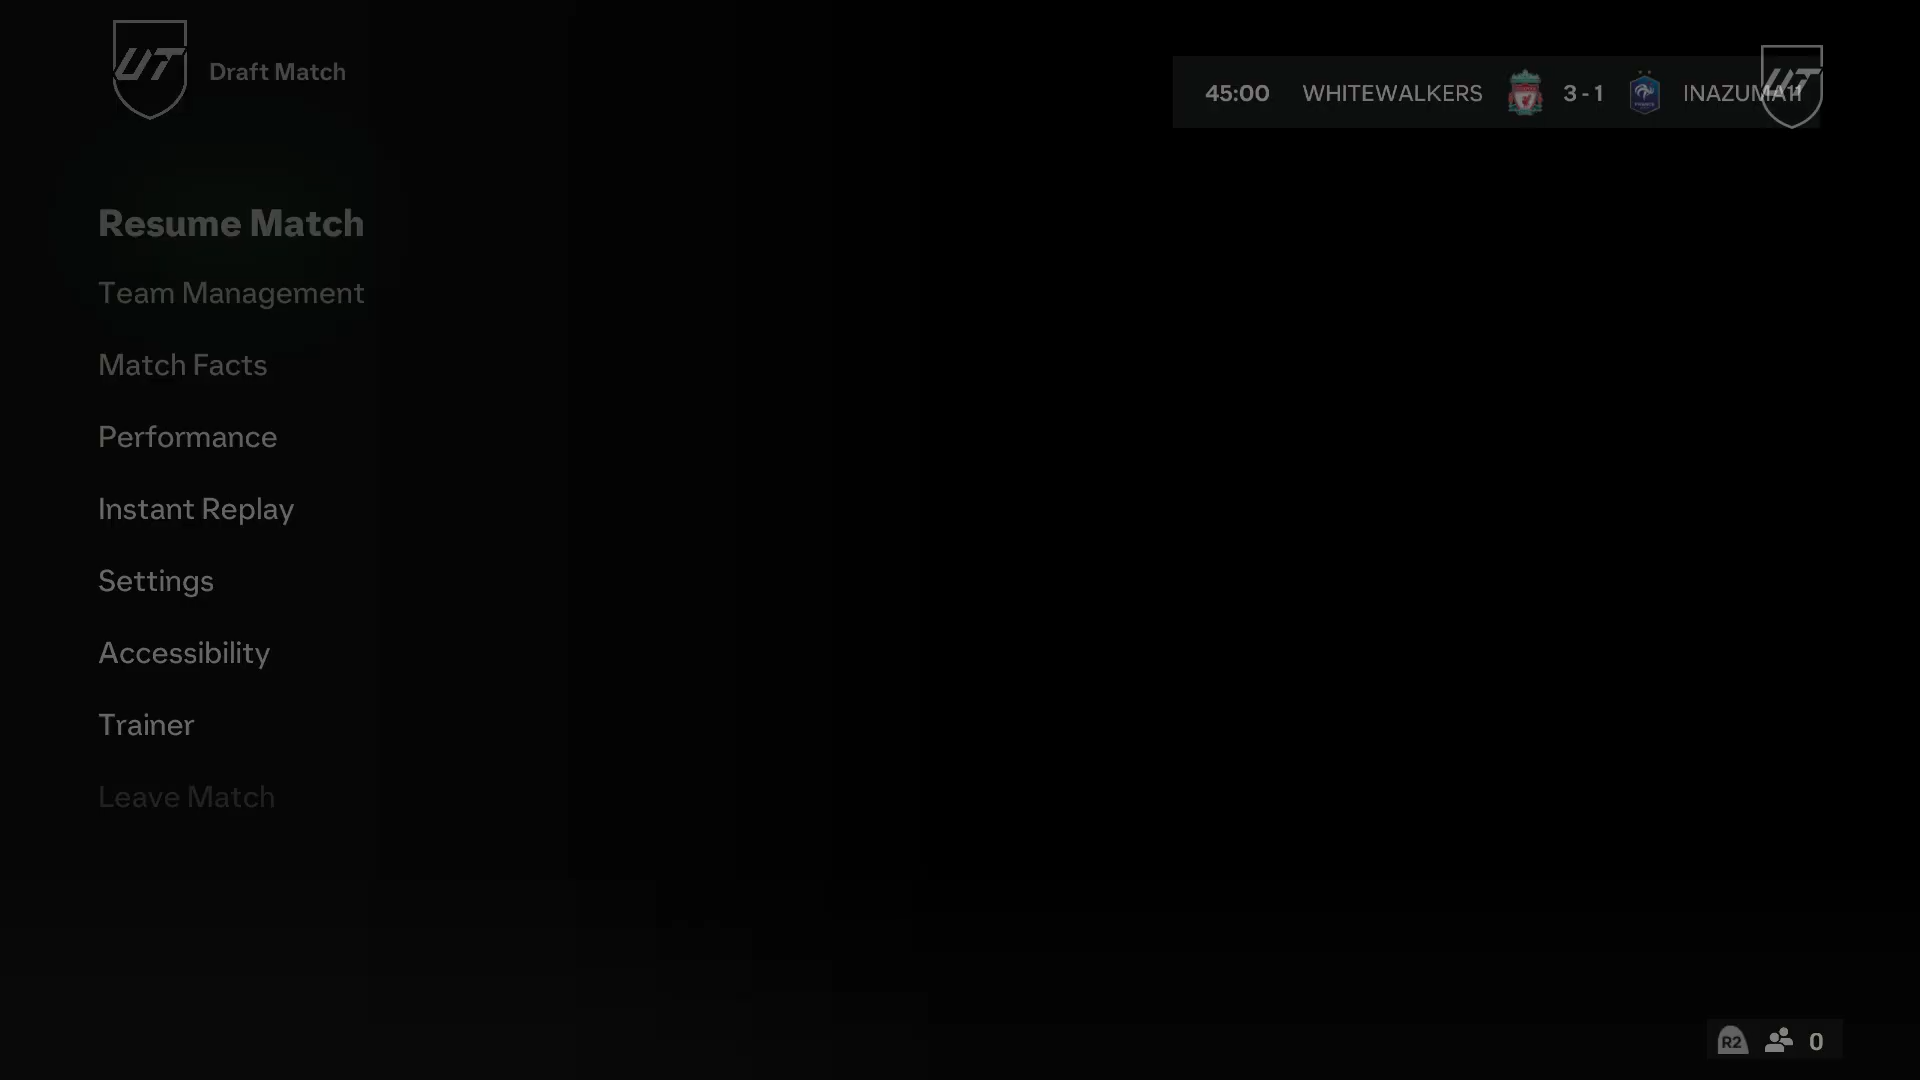 UT
Draft Match
45:00 WHITEWALKERS 3 - 1 INAZUMA11
UT
Resume Match
Team Management
Match Facts
Performance
Instant Replay
Settings
Accessibility
Trainer
Leave Match
R2 0